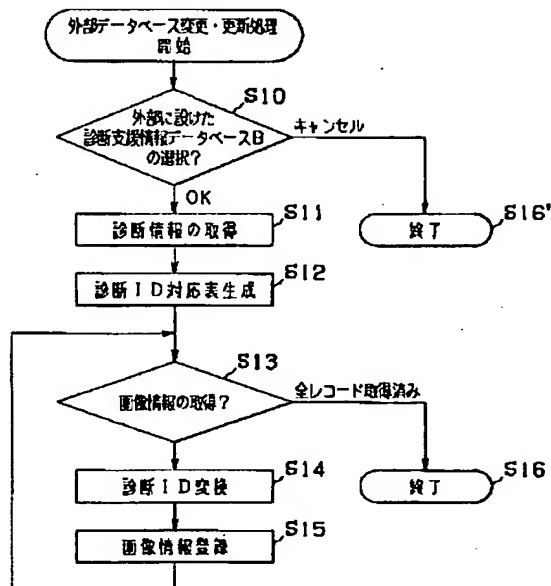 外部データベース変更・更新処理
開始
S10
外部に設けた
診断支援情報データベースB
の選択?
キャンセル
OK
S11
診断情報の取得
S16'
終了
S12
診断ID対応表生成
S13
画像情報の取得?
全レコード取得済み
S14
診断ID変換
S16
終了
S15
画像情報登録